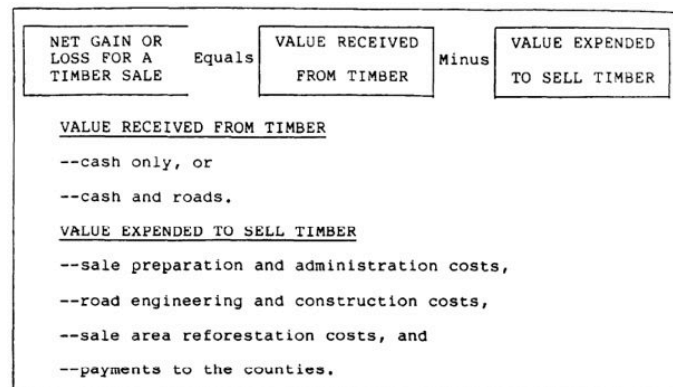 NET GAIN OR LOSS FOR A TIMBER SALE Equals VALUE RECEIVED FROM TIMBER Minus VALUE EXPENDED TO SELL TIMBER
VALUE RECEIVED FROM TIMBER
--cash only, or
--cash and roads.
VALUE EXPENDED TO SELL TIMBER
--sale preparation and administration costs,
--road engineering and construction costs,
--sale area reforestation costs, and
--payments to the counties.